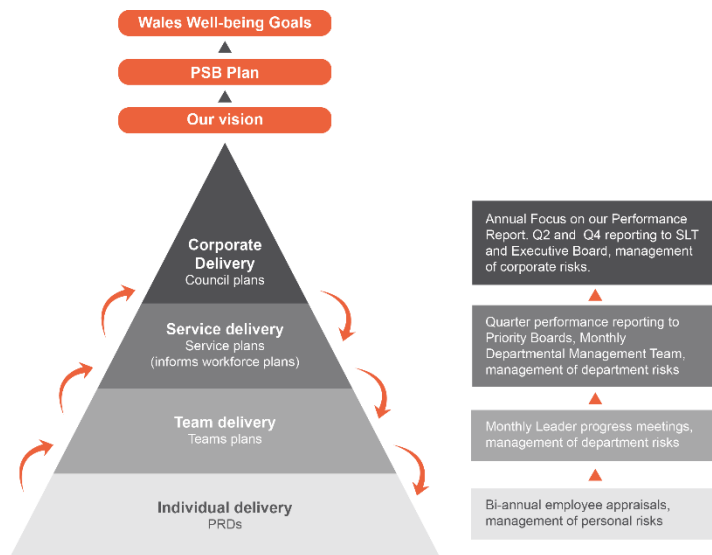 Wales Well-being Goals
PSB Plan
Our vision
Corporate
Delivery
Council plans
Service delivery
Service plans
(informs workforce plans)
Team delivery
Teams plans
Individual delivery
PRDs
Annual Focus on our Performance
Report. Q2 and Q4 reporting to SLT
and Executive Board, management
of corporate risks.
Quarter performance reporting to
Priority Boards, Monthly
Departmental Management Team,
management of department risks
Monthly Leader progress meetings,
management of department risks
Bi-annual employee appraisals,
management of personal risks